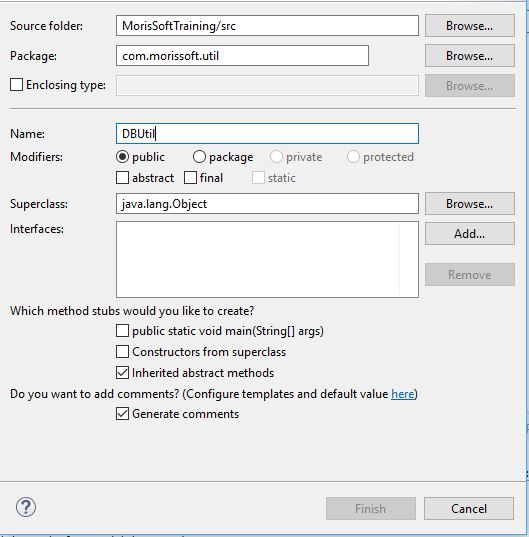 Source folder: MorisSoftTraining/src Browse...
Package: com.morissoft.util Browse...
Enclosing type: Browse...
Name: DBUtil
Modifiers: public package private protected
abstract final static
Superclass: java.lang.Object Browse...
Interfaces: Add...
Remove
Which method stubs would you like to create?
public static void main(String[] args)
Constructors from superclass
Inherited abstract methods
Do you want to add comments? (Configure templates and default value here)
Generate comments
? Finish Cancel